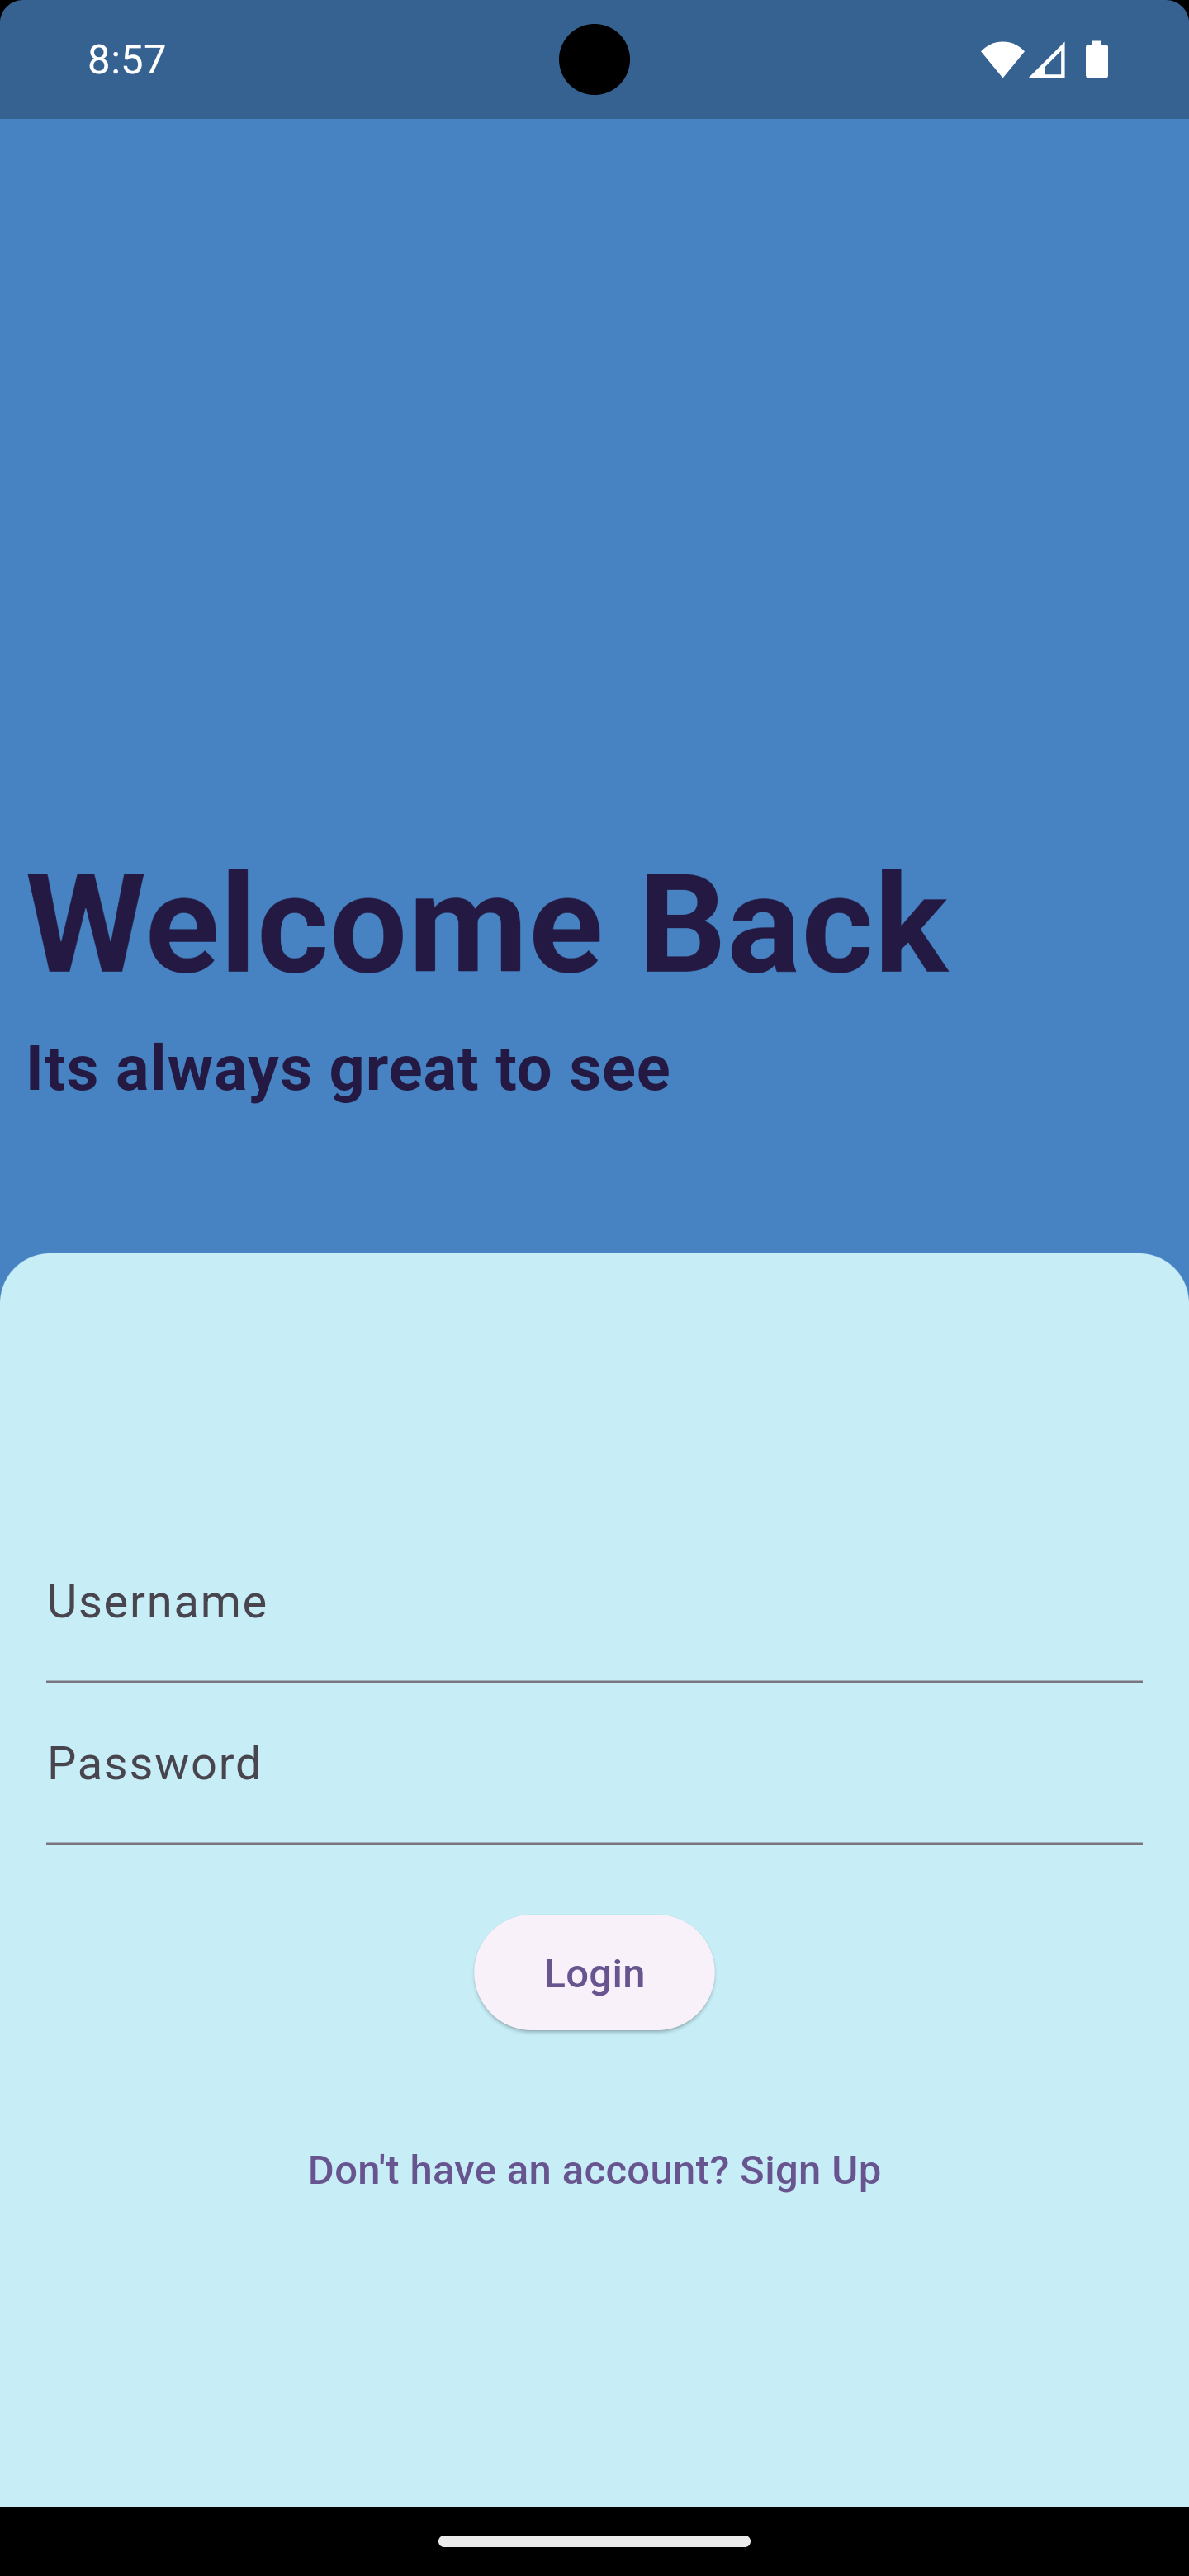 8:57
Welcome Back
Its always great to see
Username
Password
Login
Don't have an account? Sign Up